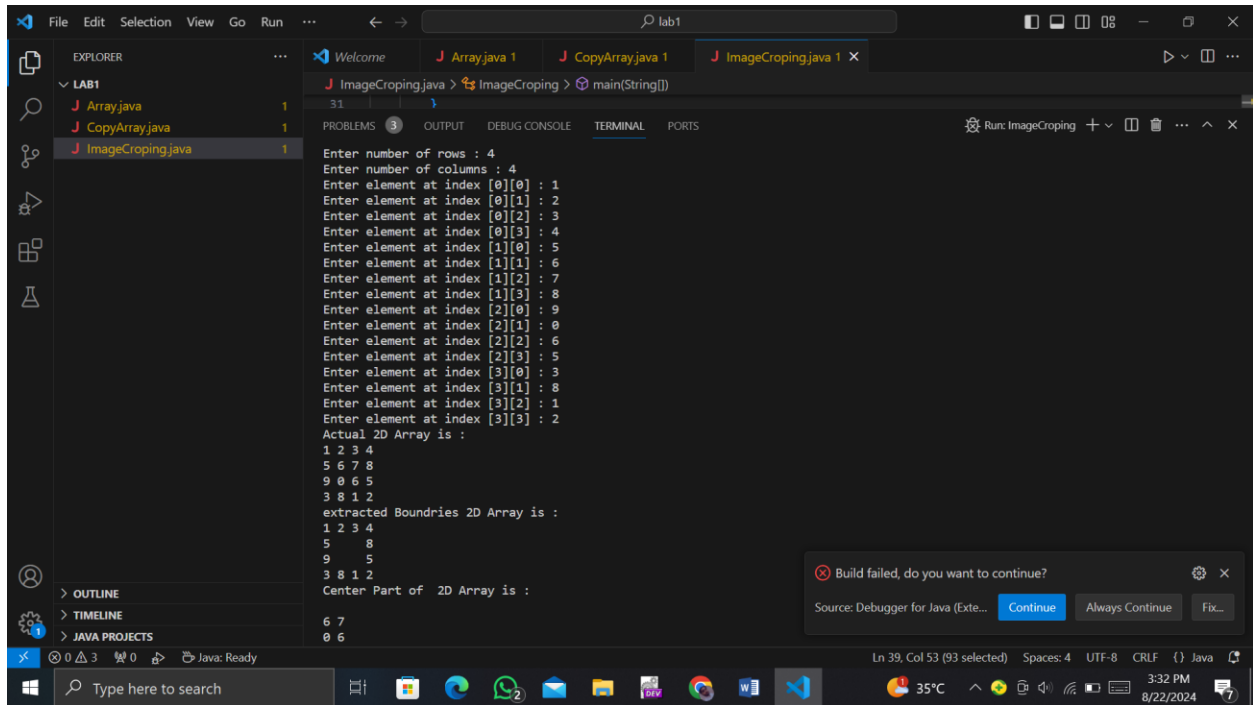 File Edit Selection View Go Run ··· ← → lab1
EXPLORER ··· Welcome J Array.java 1 J CopyArray.java 1 J ImageCroping.java 1 ×
LAB1
J ImageCroping.java > ImageCroping > main(String[])
J Array.java 1
31 }
J CopyArray.java 1
PROBLEMS 3 OUTPUT DEBUG CONSOLE TERMINAL PORTS Run: ImageCroping
J ImageCroping.java 1
Enter number of rows : 4
Enter number of columns : 4
Enter element at index [0][0] : 1
Enter element at index [0][1] : 2
Enter element at index [0][2] : 3
Enter element at index [0][3] : 4
Enter element at index [1][0] : 5
Enter element at index [1][1] : 6
Enter element at index [1][2] : 7
Enter element at index [1][3] : 8
Enter element at index [2][0] : 9
Enter element at index [2][1] : 0
Enter element at index [2][2] : 6
Enter element at index [2][3] : 5
Enter element at index [3][0] : 3
Enter element at index [3][1] : 8
Enter element at index [3][2] : 1
Enter element at index [3][3] : 2
Actual 2D Array is :
1 2 3 4
5 6 7 8
9 0 6 5
3 8 1 2
extracted Boundries 2D Array is :
1 2 3 4
5     8
9     5
3 8 1 2
Center Part of  2D Array is :
6 7
0 6
Build failed, do you want to continue?
Source: Debugger for Java (Exte... Continue Always Continue Fix...
> OUTLINE
> TIMELINE
> JAVA PROJECTS
1
0 3 0 Java: Ready Ln 39, Col 53 (93 selected) Spaces: 4 UTF-8 CRLF {} Java
Type here to search DEV 2 1 35°C 3:32 PM
8/22/2024 7